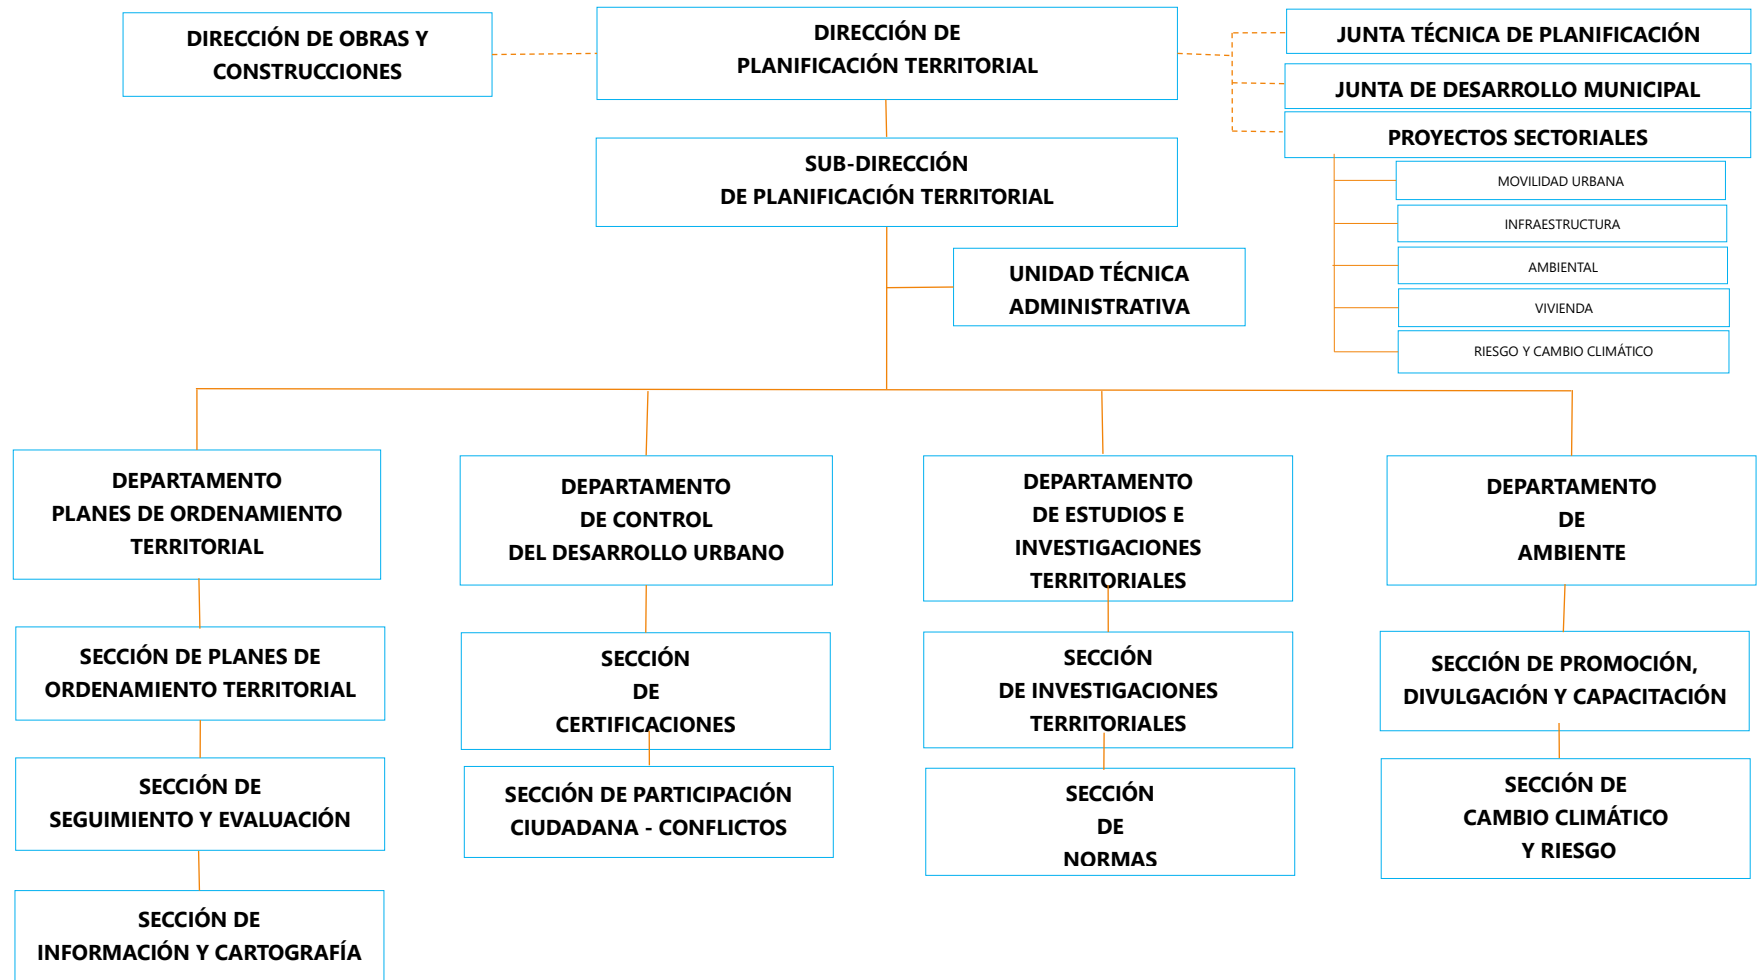 DIRECCIÓN DE OBRAS Y
CONSTRUCCIONES
DIRECCIÓN DE
PLANIFICACIÓN TERRITORIAL
JUNTA TÉCNICA DE PLANIFICACIÓN
JUNTA DE DESARROLLO MUNICIPAL
PROYECTOS SECTORIALES
MOVILIDAD URBANA
INFRAESTRUCTURA
AMBIENTAL
VIVIENDA
RIESGO Y CAMBIO CLIMÁTICO
SUB-DIRECCIÓN
DE PLANIFICACIÓN TERRITORIAL
UNIDAD TÉCNICA
ADMINISTRATIVA
DEPARTAMENTO
PLANES DE ORDENAMIENTO
TERRITORIAL
SECCIÓN DE PLANES DE
ORDENAMIENTO TERRITORIAL
SECCIÓN DE
SEGUIMIENTO Y EVALUACIÓN
SECCIÓN DE
INFORMACIÓN Y CARTOGRAFÍA
DEPARTAMENTO
DE CONTROL
DEL DESARROLLO URBANO
SECCIÓN
DE
CERTIFICACIONES
SECCIÓN DE PARTICIPACIÓN
CIUDADANA - CONFLICTOS
DEPARTAMENTO
DE ESTUDIOS E
INVESTIGACIONES
TERRITORIALES
SECCIÓN
DE INVESTIGACIONES
TERRITORIALES
SECCIÓN
DE
NORMAS
DEPARTAMENTO
DE
AMBIENTE
SECCIÓN DE PROMOCIÓN,
DIVULGACIÓN Y CAPACITACIÓN
SECCIÓN DE
CAMBIO CLIMÁTICO
Y RIESGO